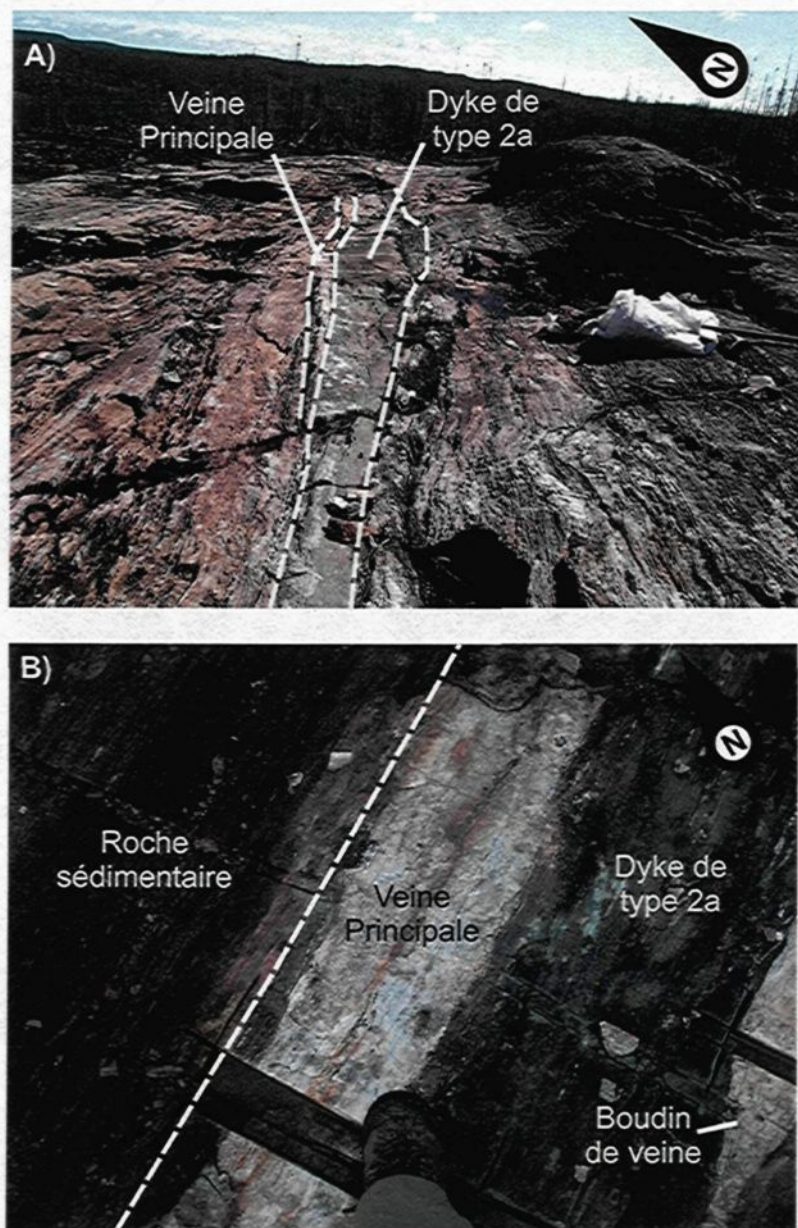 A)
Veine
Principale
Dyke de
type 2a
N
B)
Roche
sédimentaire
Veine
Principale
Dyke de
type 2a
N
Boudin
de veine